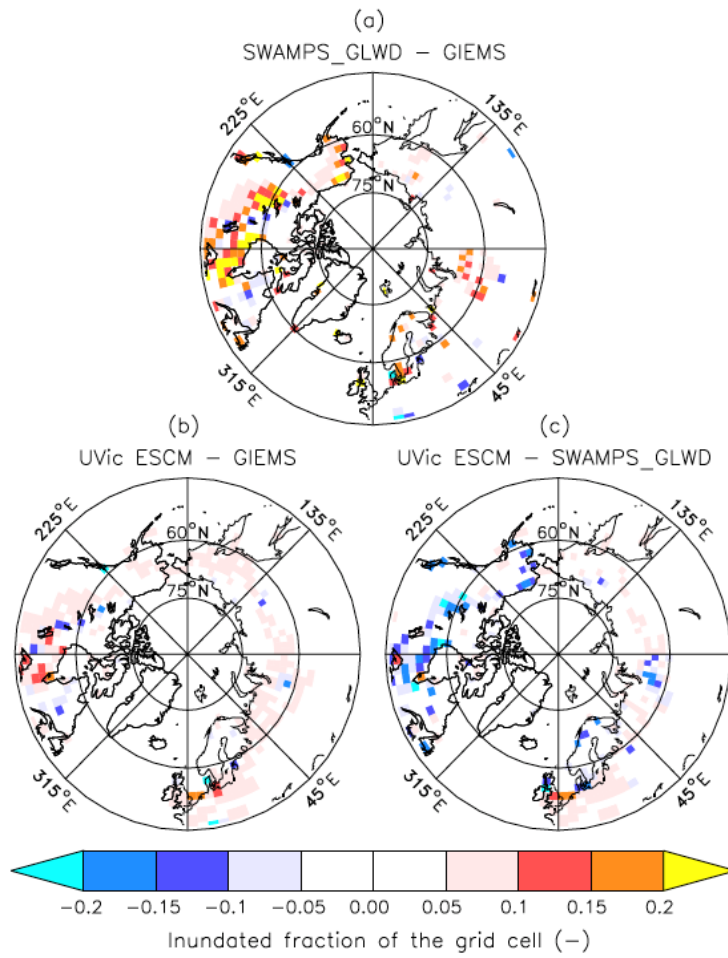 (a)
SWAMPS_GLWD – GIEMS
225°E
135°E
60°N
75°N
315°E
45°E
(b)
UVic ESCM – GIEMS
225°E
135°E
60°N
75°N
315°E
45°E
(c)
UVic ESCM – SWAMPS_GLWD
225°E
135°E
60°N
75°N
315°E
45°E
−0.2 −0.15 −0.1 −0.05 0.00 0.05 0.1 0.15 0.2
Inundated fraction of the grid cell (−)